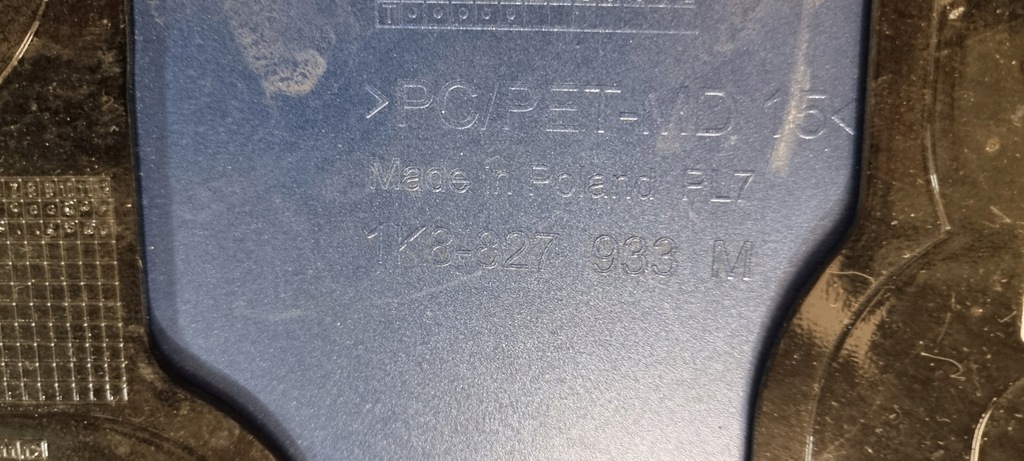 >PC/PET-MD 15<
Made in Poland PL7
1K8-827 933 M